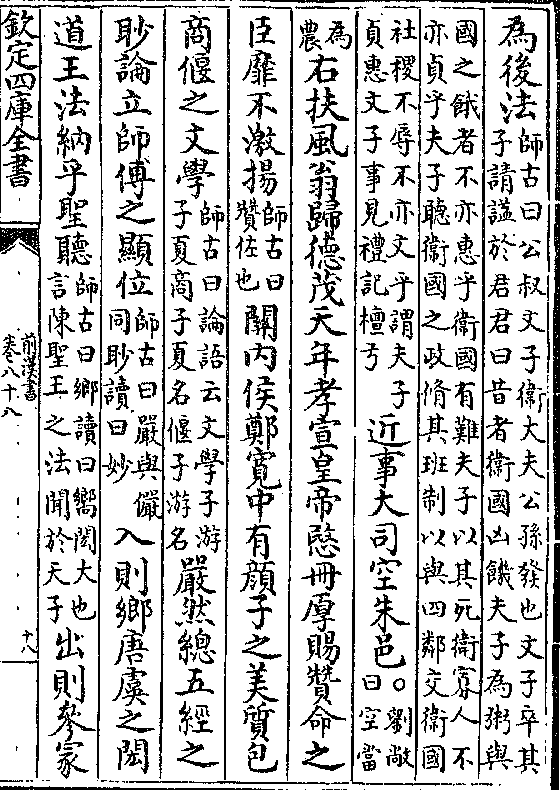 為後法師古曰公叔文子衞大夫公孫發也文子卒其
子請謚於君君曰昔者衞國凶饑夫子為粥與
國之餓者不亦惠乎衞國有難夫子以其死衞寡人不
亦貞乎夫子聽衞國之政脩其班制以與四鄰交衞國
社稷不辱不亦文乎謂夫子
貞惠文子事見禮記檀弓近事大司空朱邑○劉敞
曰空當
為
農右扶風翁歸德茂天年孝宣皇帝愍冊厚賜贊命之
臣靡不激揚師古曰
贊佐也關内侯鄭寛中有顔子之美質包
商偃之文學師古曰論語云文學子游
子夏商子夏名偃子游名嚴然總五經之
眇論立師傅之顯位師古曰嚴與儼
同眇讀曰妙入則鄉唐虞之閎
道王法納乎聖聽師古曰鄉讀曰嚮閎大也
言陳聖王之法聞於天子出則參冢
欽定四庫全書
前漢書
卷八十八
十八